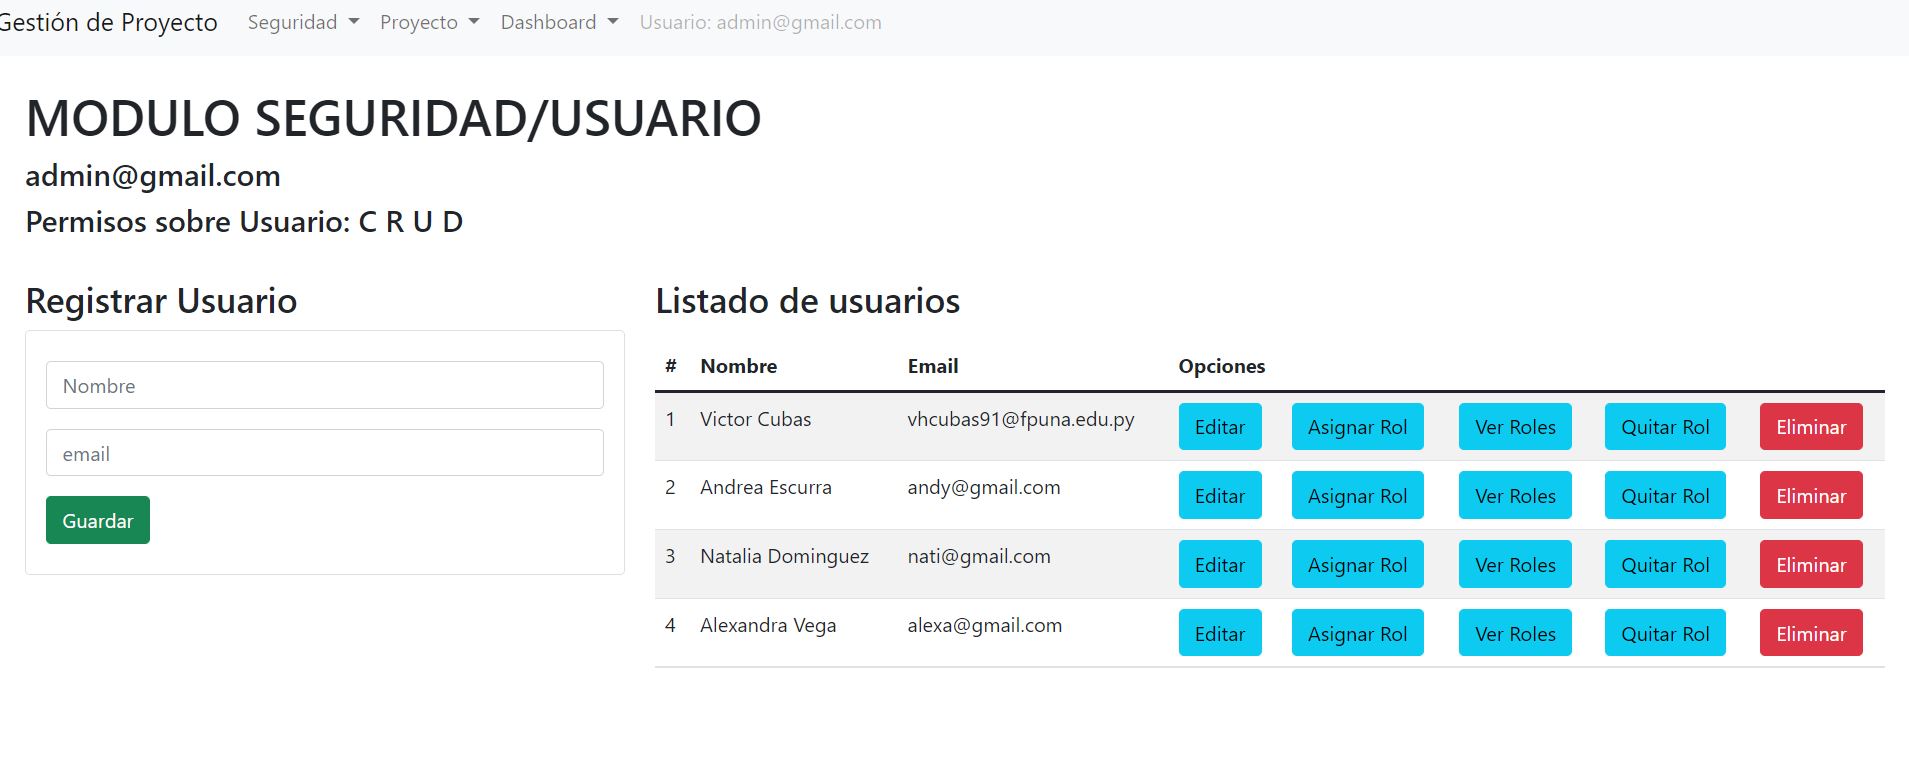 Gestión de Proyecto Seguridad Proyecto Dashboard Usuario: admin@gmail.com
MODULO SEGURIDAD/USUARIO
admin@gmail.com
Permisos sobre Usuario: C R U D
Registrar Usuario
Nombre
email
Guardar
Listado de usuarios
# Nombre Email Opciones
1 Victor Cubas vhcubas91@fpuna.edu.py Editar Asignar Rol Ver Roles Quitar Rol Eliminar
2 Andrea Escurra andy@gmail.com Editar Asignar Rol Ver Roles Quitar Rol Eliminar
3 Natalia Dominguez nati@gmail.com Editar Asignar Rol Ver Roles Quitar Rol Eliminar
4 Alexandra Vega alexa@gmail.com Editar Asignar Rol Ver Roles Quitar Rol Eliminar